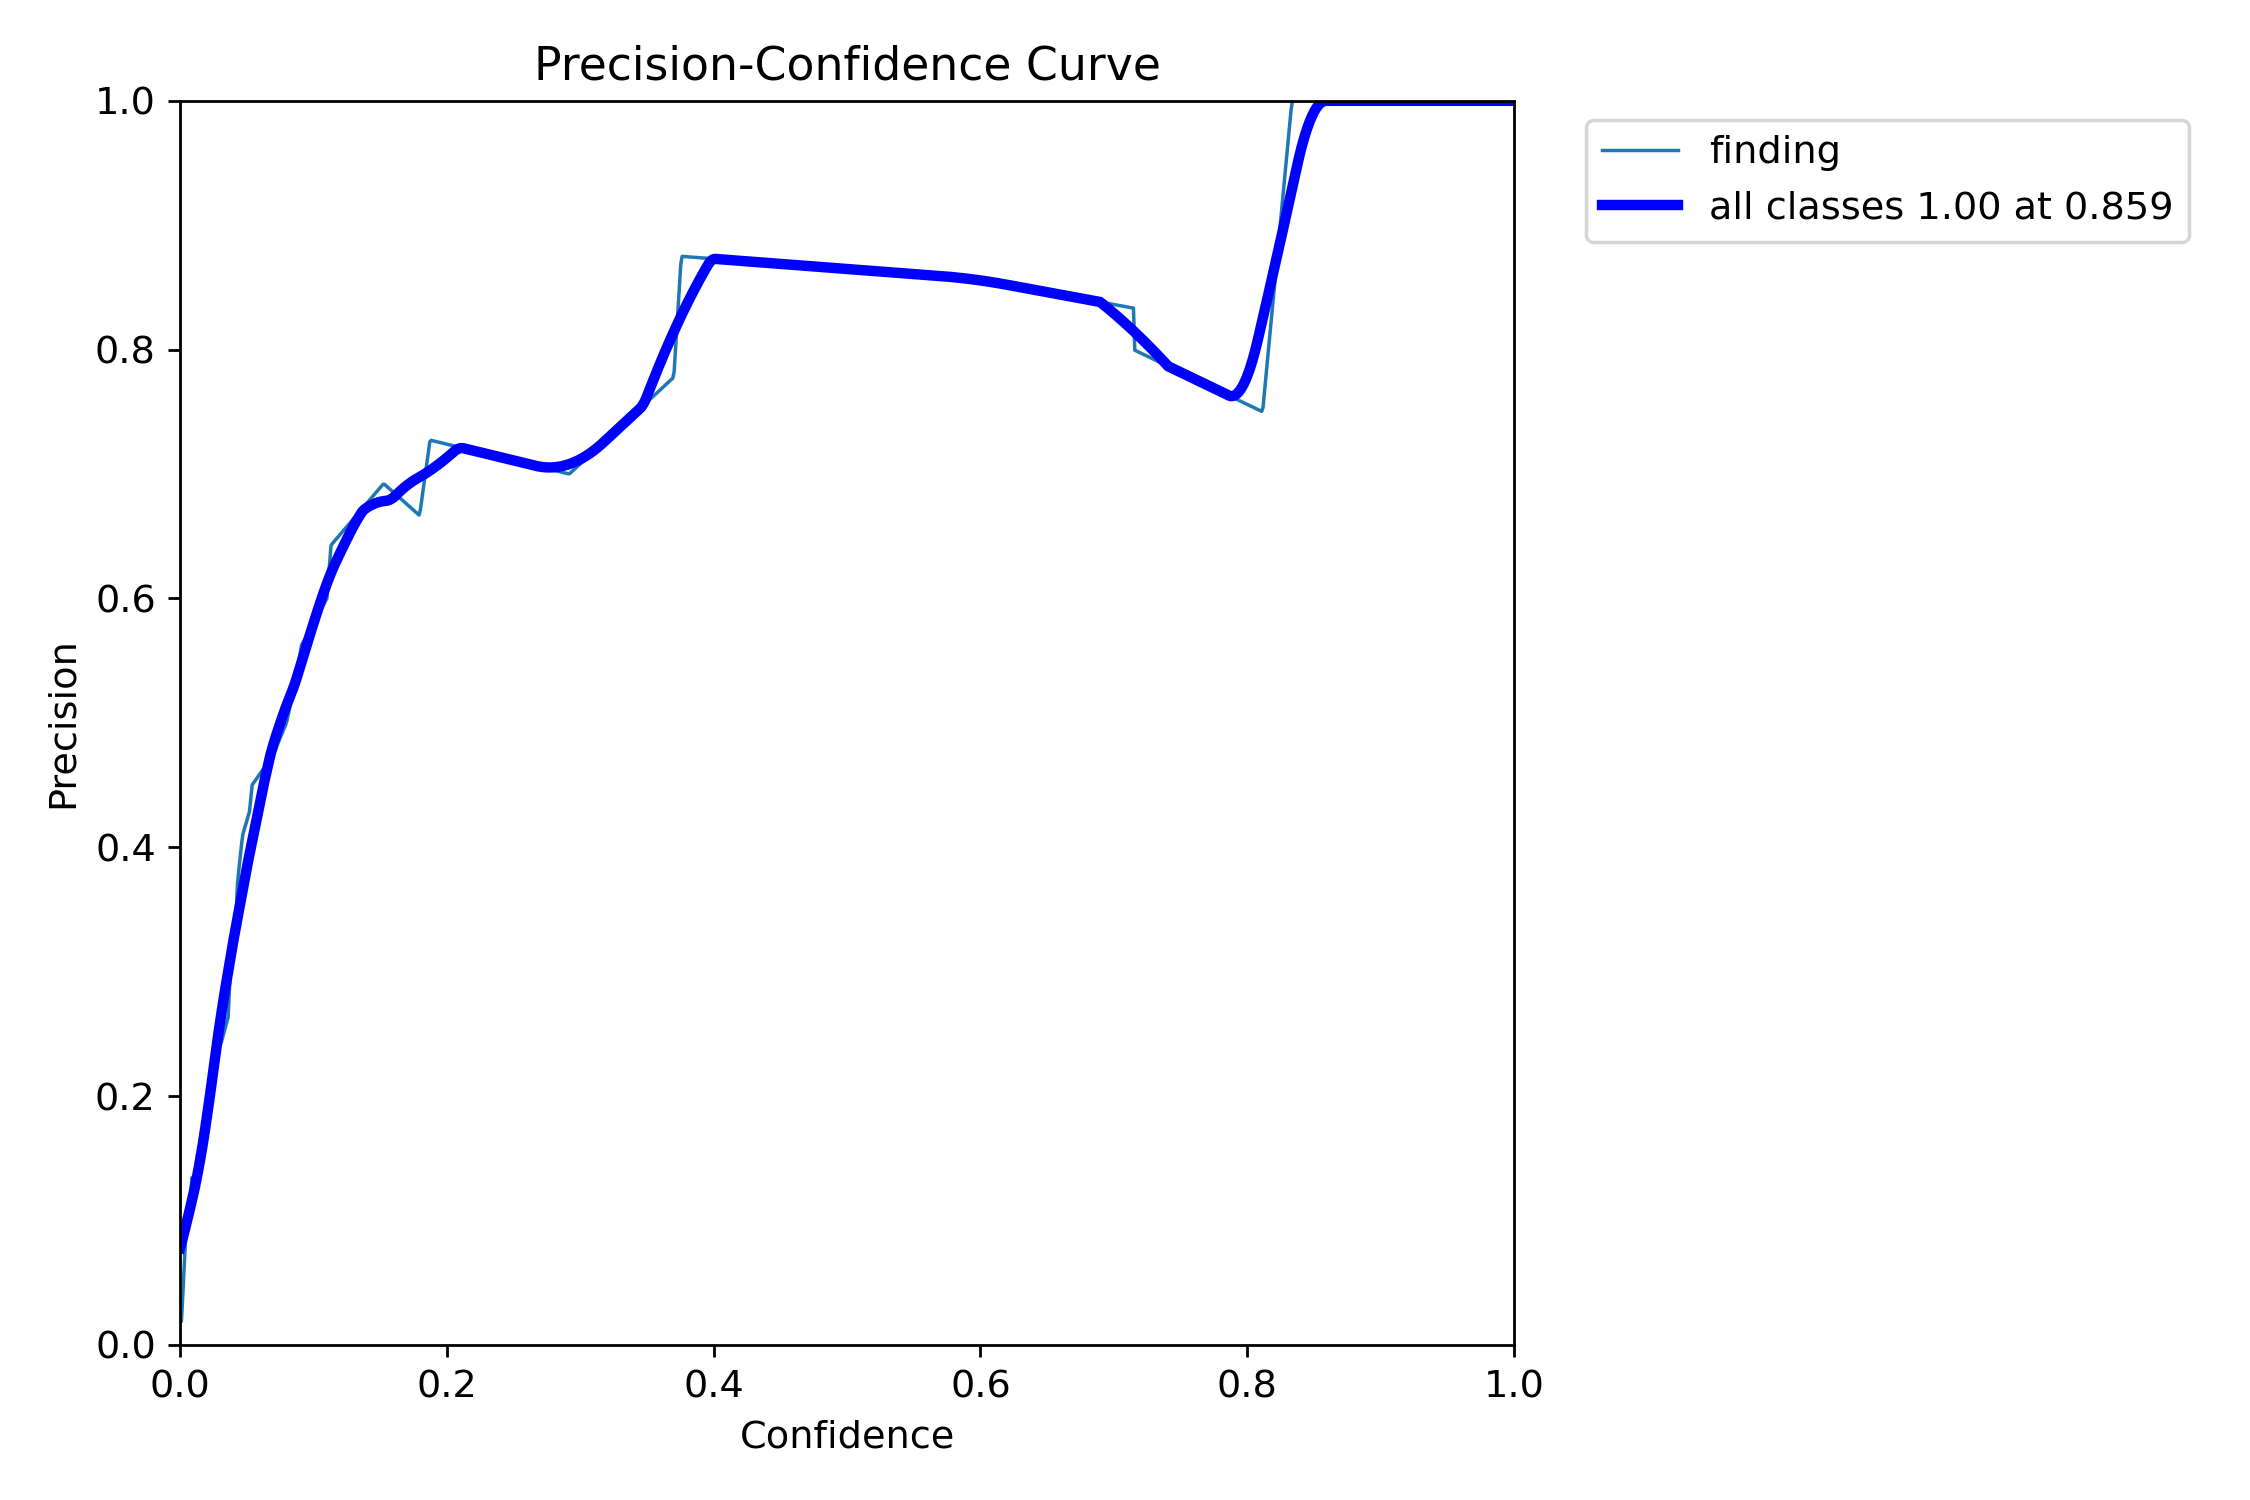 Precision-Confidence Curve
1.0
0.8
0.6
0.4
0.2
0.0
Precision
0.0 0.2 0.4 0.6 0.8 1.0
Confidence
finding
all classes 1.00 at 0.859